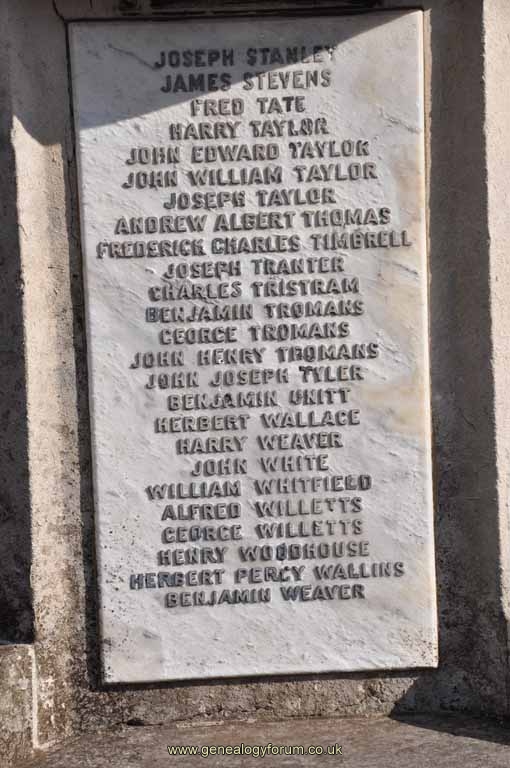 JOSEPH STANLEY
JAMES STEVENS
FRED TATE
HARRY TAYLOR
JOHN EDWARD TAYLOR
JOHN WILLIAM TAYLOR
JOSEPH TAYLOR
ANDREW ALBERT THOMAS
FREDERICK CHARLES TIMBRELL
JOSEPH TRANTER
CHARLES TRISTRAM
BENJAMIN TROMANS
GEORGE TROMANS
JOHN HENRY TROMANS
JOHN JOSEPH TYLER
BENJAMIN UNITT
HERBERT WALLACE
HARRY WEAVER
JOHN WHITE
WILLIAM WHITFIELD
ALFRED WILLETTS
GEORGE WILLETTS
HENRY WOODHOUSE
HERBERT PERCY WALLINS
BENJAMIN WEAVER
www.genealogyforum.co.uk